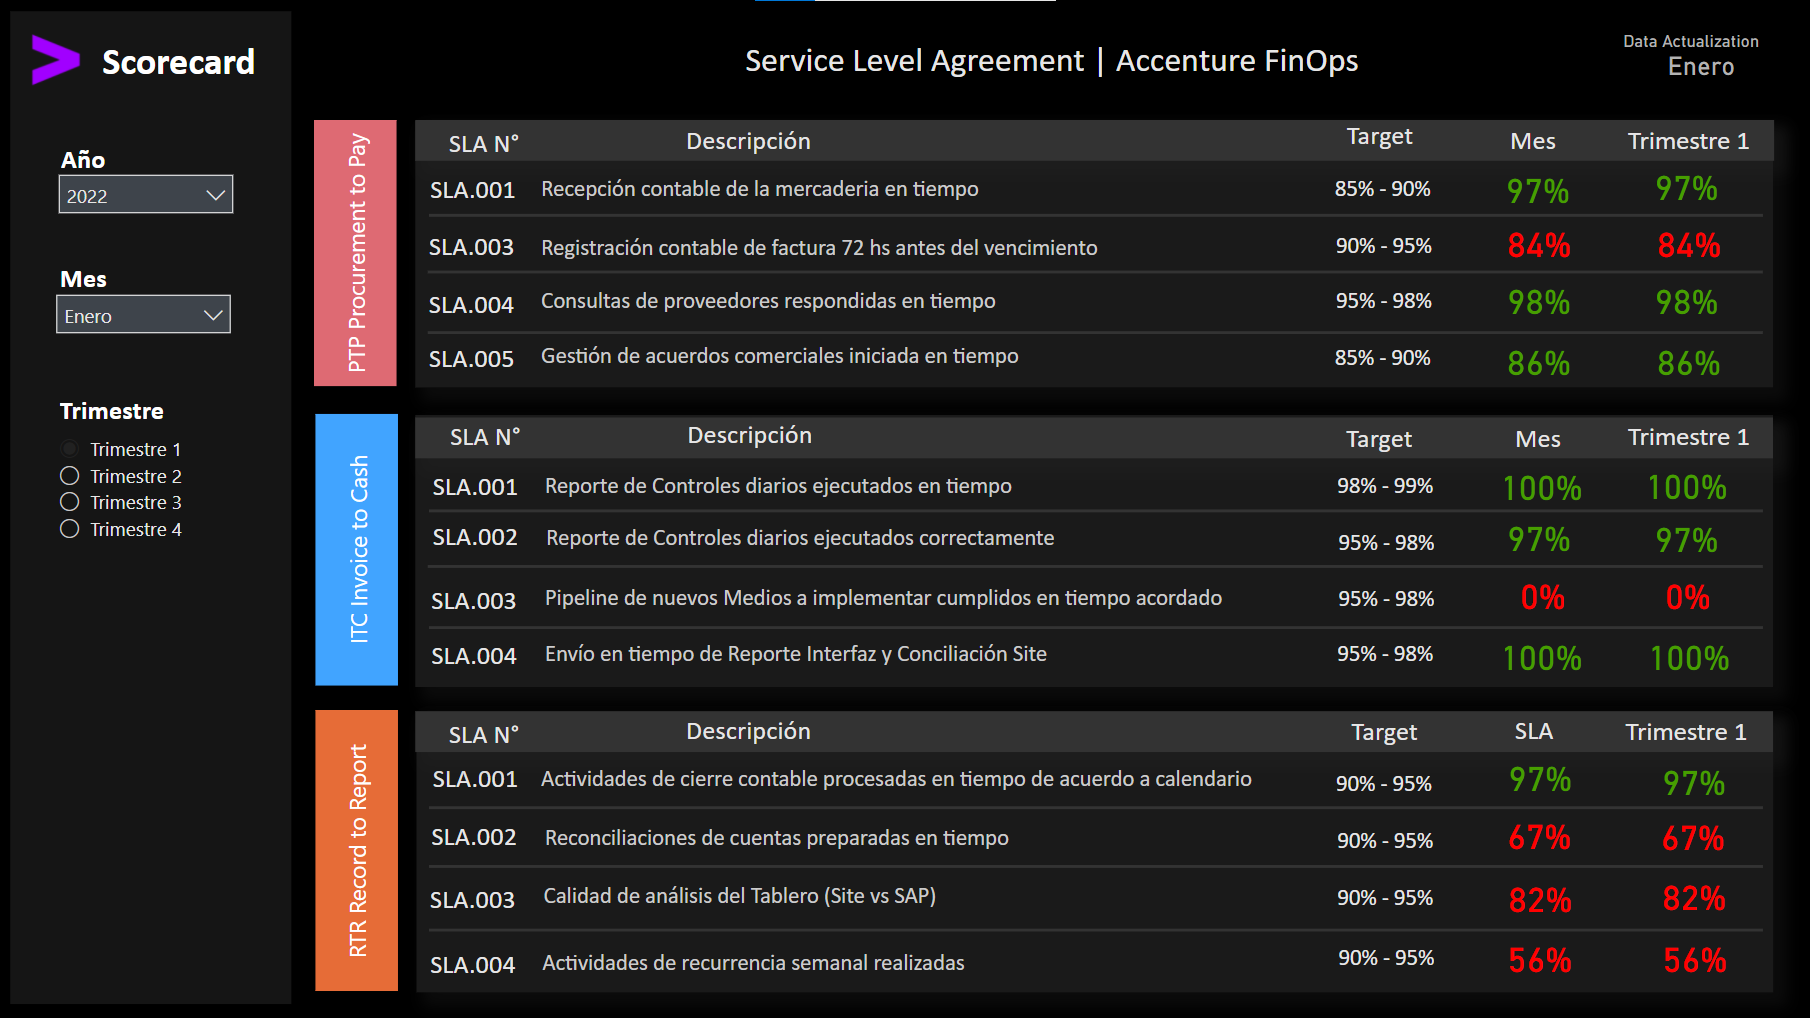 Scorecard
Service Level Agreement | Accenture FinOps
Data Actualization
Enero
Año
2022
Mes
Enero
Trimestre
Trimestre 1
Trimestre 2
Trimestre 3
Trimestre 4
PTP Procurement to Pay
SLA N° Descripción Target Mes Trimestre 1
SLA.001 Recepción contable de la mercaderia en tiempo 85% - 90% 97% 97%
SLA.003 Registración contable de factura 72 hs antes del vencimiento 90% - 95% 84% 84%
SLA.004 Consultas de proveedores respondidas en tiempo 95% - 98% 98% 98%
SLA.005 Gestión de acuerdos comerciales iniciada en tiempo 85% - 90% 86% 86%
ITC Invoice to Cash
SLA N° Descripción Target Mes Trimestre 1
SLA.001 Reporte de Controles diarios ejecutados en tiempo 98% - 99% 100% 100%
SLA.002 Reporte de Controles diarios ejecutados correctamente 95% - 98% 97% 97%
SLA.003 Pipeline de nuevos Medios a implementar cumplidos en tiempo acordado 95% - 98% 0% 0%
SLA.004 Envío en tiempo de Reporte Interfaz y Conciliación Site 95% - 98% 100% 100%
RTR Record to Report
SLA N° Descripción Target SLA Trimestre 1
SLA.001 Actividades de cierre contable procesadas en tiempo de acuerdo a calendario 90% - 95% 97% 97%
SLA.002 Reconciliaciones de cuentas preparadas en tiempo 90% - 95% 67% 67%
SLA.003 Calidad de análisis del Tablero (Site vs SAP) 90% - 95% 82% 82%
SLA.004 Actividades de recurrencia semanal realizadas 90% - 95% 56% 56%